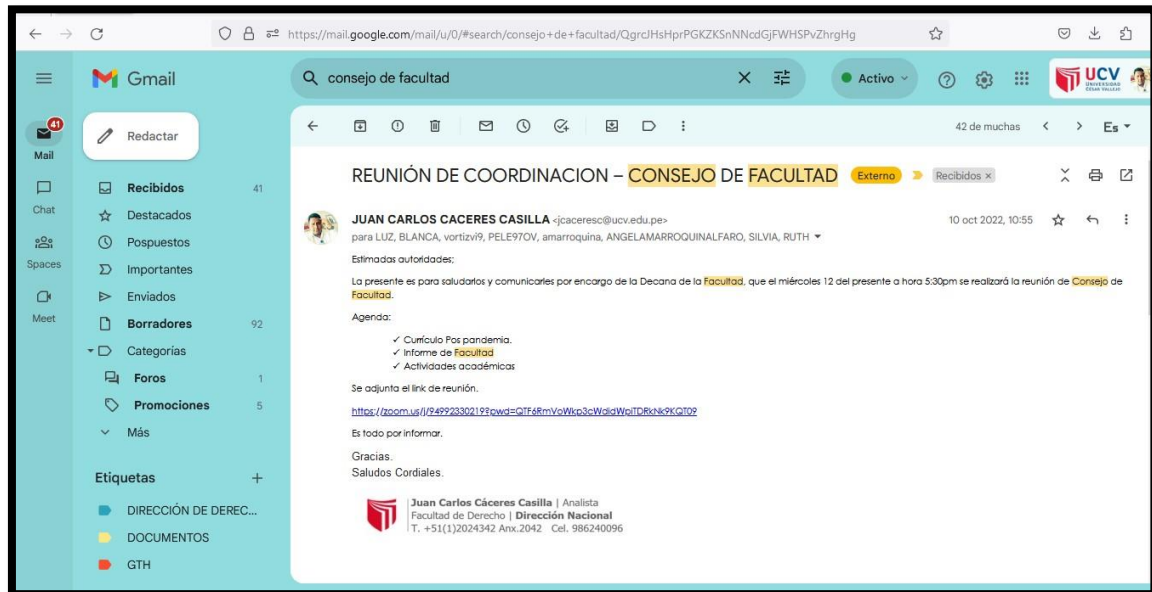 https://mail.google.com/mail/u/0/#search/consejo+de+facultad/QgrcJHsHprPGKZKSnNNcdGjFWHSPvZhrgHg
Gmail
consejo de facultad
Activo
UCV
UNIVERSIDAD
CÉSAR VALLEJO
41
Mail
Chat
Spaces
Meet
Redactar
Recibidos 41
Destacados
Pospuestos
Importantes
Enviados
Borradores 92
Categorías
Foros 1
Promociones 5
Más
Etiquetas +
DIRECCIÓN DE DEREC...
DOCUMENTOS
GTH
42 de muchas
Es
REUNIÓN DE COORDINACION – CONSEJO DE FACULTAD Externo Recibidos ×
JUAN CARLOS CACERES CASILLA <jcaceresc@ucv.edu.pe> 10 oct 2022, 10:55
para LUZ, BLANCA, vortizvi9, PELE97OV, amarroquina, ANGELAMARROQUINALFARO, SILVIA, RUTH
Estimadas autoridades;
La presente es para saludarlos y comunicarles por encargo de la Decana de la Facultad, que el miércoles 12 del presente a hora 5:30pm se realizará la reunión de Consejo de
Facultad.
Agenda:
✓ Currículo Pos pandemia.
✓ Informe de Facultad
✓ Actividades académicas
Se adjunta el link de reunión.
https://zoom.us/j/94992330219?pwd=QTF6RmVoWkp3cWdidWpiTDRkNk9KQT09
Es todo por informar.
Gracias.
Saludos Cordiales.
Juan Carlos Cáceres Casilla | Analista
Facultad de Derecho | Dirección Nacional
T. +51(1)2024342 Anx.2042 Cel. 986240096